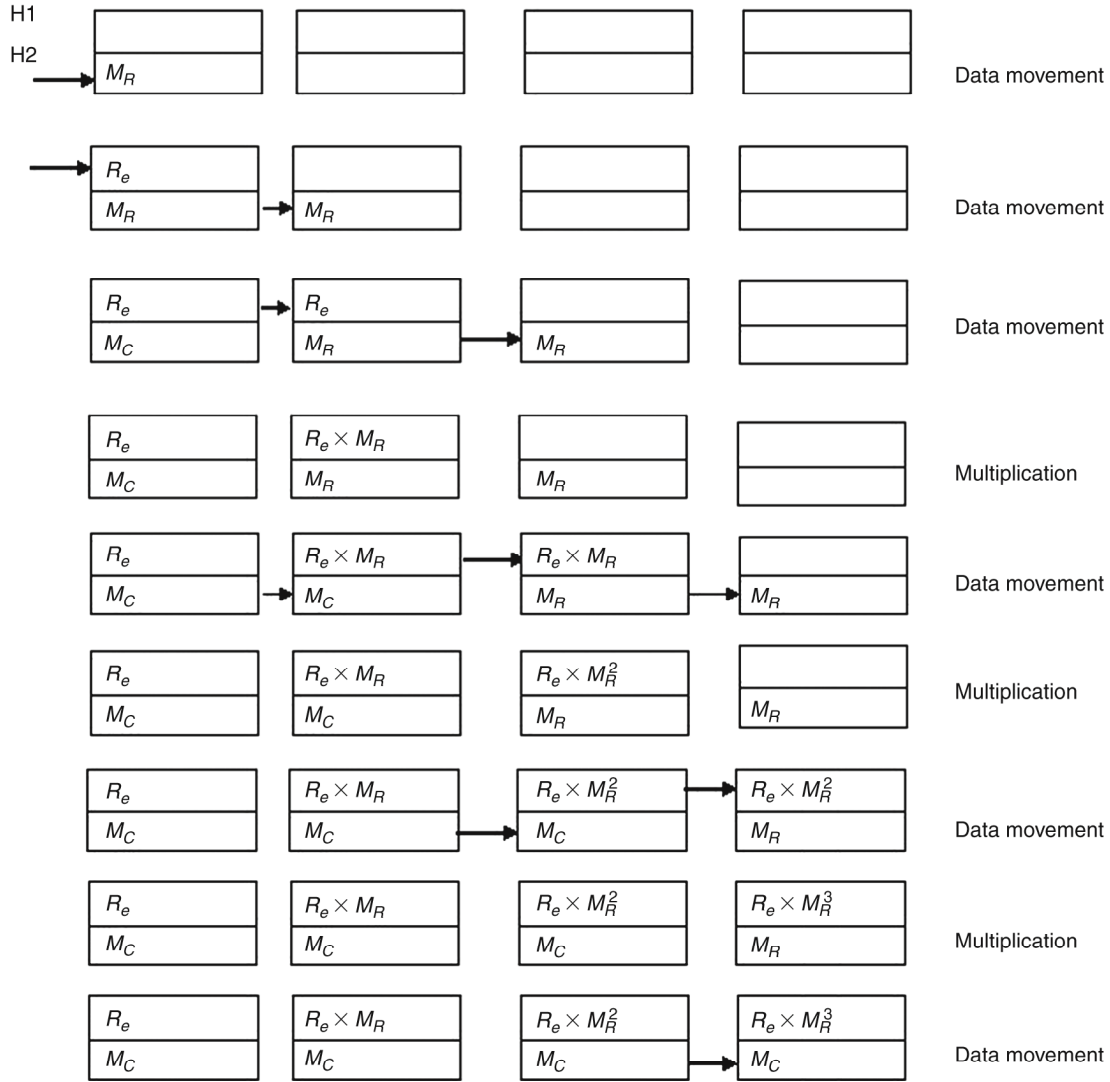 H1
H2
M_R Data movement
R_e
M_R M_R Data movement
R_e R_e
M_C M_R M_R Data movement
R_e R_e × M_R
M_C M_R M_R Multiplication
R_e R_e × M_R R_e × M_R
M_C M_C M_R M_R Data movement
R_e R_e × M_R R_e × M_R^2
M_C M_C M_R M_R Multiplication
R_e R_e × M_R R_e × M_R^2 R_e × M_R^2
M_C M_C M_C M_R Data movement
R_e R_e × M_R R_e × M_R^2 R_e × M_R^3
M_C M_C M_C M_R Multiplication
R_e R_e × M_R R_e × M_R^2 R_e × M_R^3
M_C M_C M_C M_C Data movement